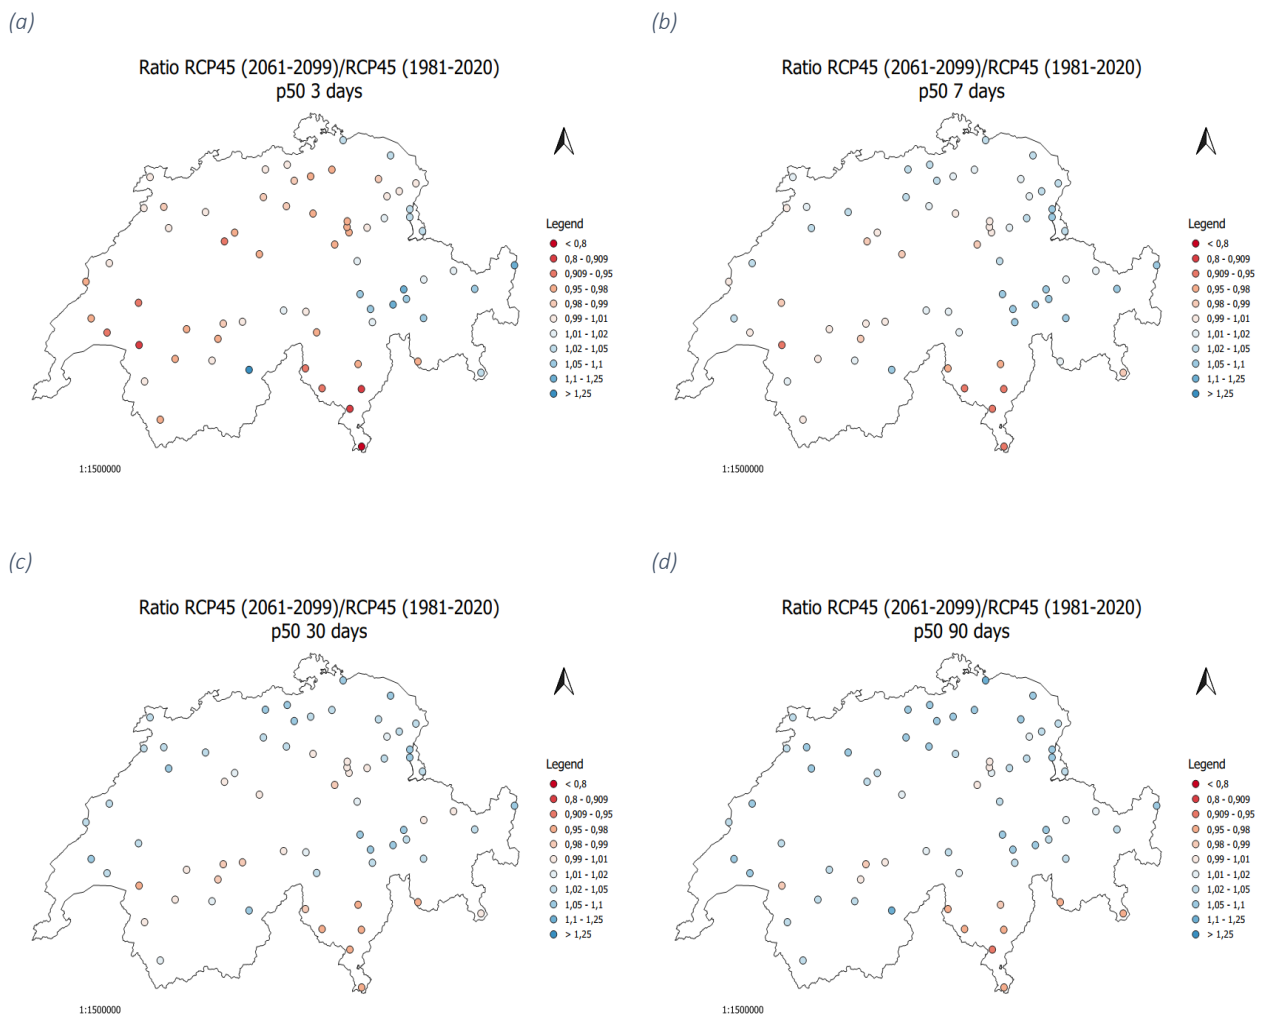 (a)
Ratio RCP45 (2061-2099)/RCP45 (1981-2020)
p50 3 days
Legend
< 0,8
0,8 - 0,909
0,909 - 0,95
0,95 - 0,98
0,98 - 0,99
0,99 - 1,01
1,01 - 1,02
1,02 - 1,05
1,05 - 1,1
1,1 - 1,25
> 1,25
1:1500000
(b)
Ratio RCP45 (2061-2099)/RCP45 (1981-2020)
p50 7 days
Legend
< 0,8
0,8 - 0,909
0,909 - 0,95
0,95 - 0,98
0,98 - 0,99
0,99 - 1,01
1,01 - 1,02
1,02 - 1,05
1,05 - 1,1
1,1 - 1,25
> 1,25
1:1500000
(c)
Ratio RCP45 (2061-2099)/RCP45 (1981-2020)
p50 30 days
Legend
< 0,8
0,8 - 0,909
0,909 - 0,95
0,95 - 0,98
0,98 - 0,99
0,99 - 1,01
1,01 - 1,02
1,02 - 1,05
1,05 - 1,1
1,1 - 1,25
> 1,25
1:1500000
(d)
Ratio RCP45 (2061-2099)/RCP45 (1981-2020)
p50 90 days
Legend
< 0,8
0,8 - 0,909
0,909 - 0,95
0,95 - 0,98
0,98 - 0,99
0,99 - 1,01
1,01 - 1,02
1,02 - 1,05
1,05 - 1,1
1,1 - 1,25
> 1,25
1:1500000